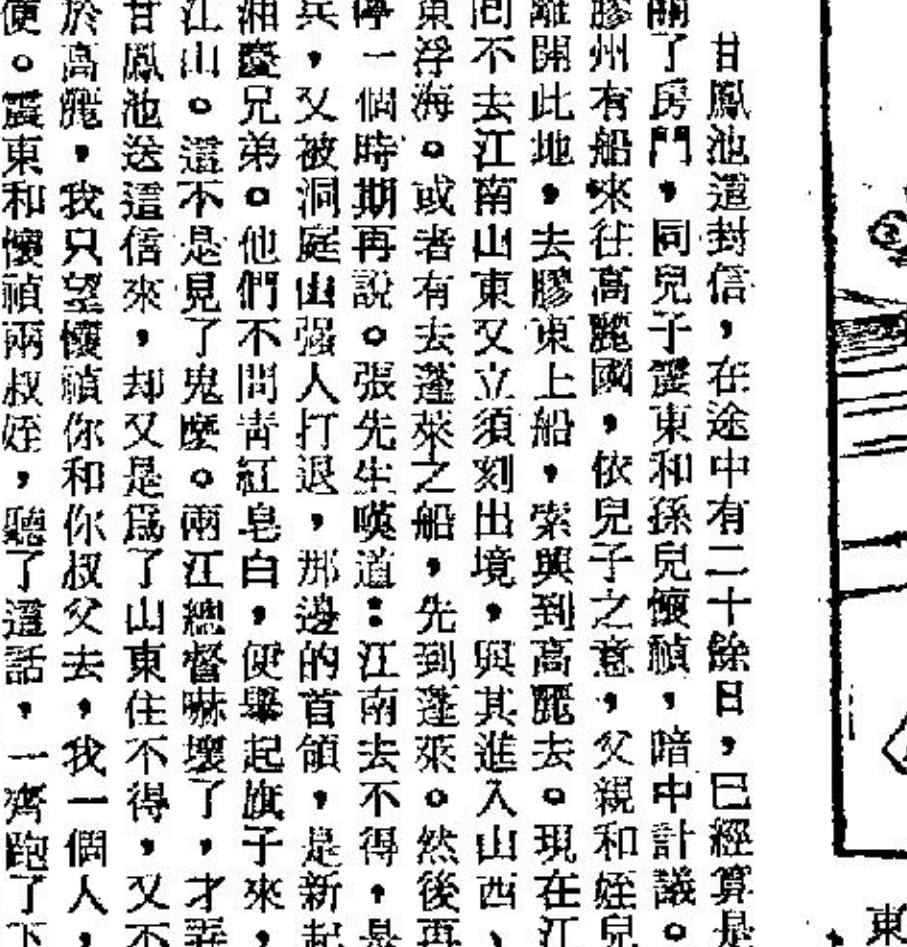 甘鳳池這封信，在途中有二十餘日，已經算是
關了房門，同兒子震東和孫兒懷禎，暗中計議。
膠州有船來往高麗國，依兒子之意，父親和姪兒
離開此地，去膠東上船，索興到高麗去。現在江
回不去江南山東又立須刻出境，與其進入山西、
東浮海。或者有去蓬萊之船，先到蓬萊。然後再
停一個時期再說。張先生嘆道：江南去不得，是
兵，又被洞庭山强人打退，那邊的首領，是新起
湘慶兄弟。他們不問青紅皂白，便舉起旗子來，
江山。這不是見了鬼麽。兩江總督嚇壞了，才弄
甘鳳池送這信來，却又是爲了山東住不得，又不
於高麗，我只望懷禎你和你叔父去，我一個人，
便。震東和懷禎兩叔姪，聽了這話，一齊跑了下
東